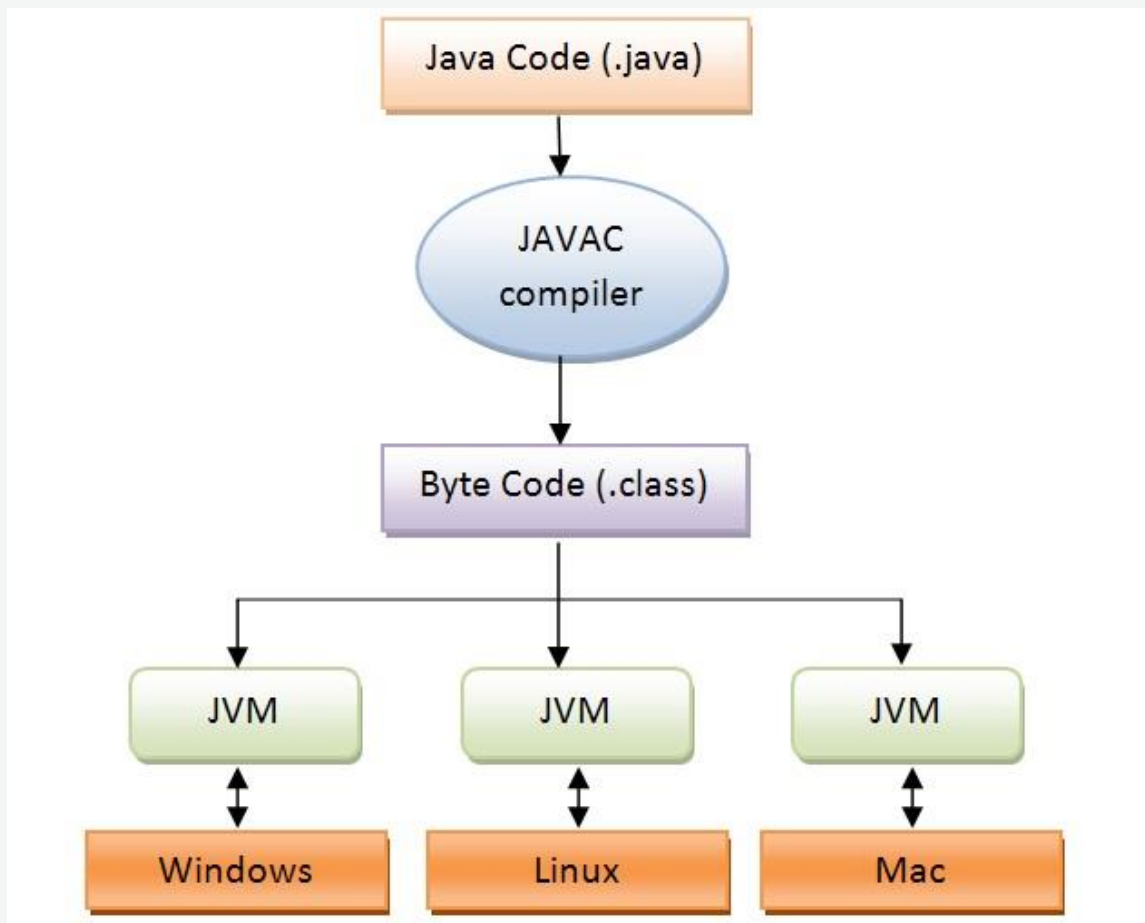 Java Code (.java)
JAVAC
compiler
Byte Code (.class)
JVM
JVM
JVM
Windows
Linux
Mac